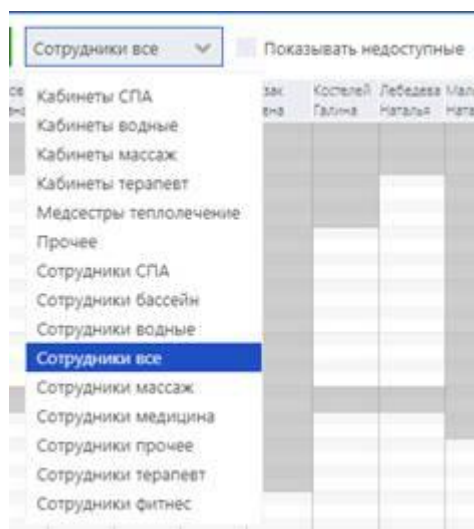 Сотрудники все
Показывать недоступные
Костелей Лебедева
Галина Наталья
Кабинеты СПА
Кабинеты водные
Кабинеты массаж
Кабинеты терапевт
Медсестры теплолечение
Прочее
Сотрудники СПА
Сотрудники бассейн
Сотрудники водные
Сотрудники все
Сотрудники массаж
Сотрудники медицина
Сотрудники прочее
Сотрудники терапевт
Сотрудники фитнес